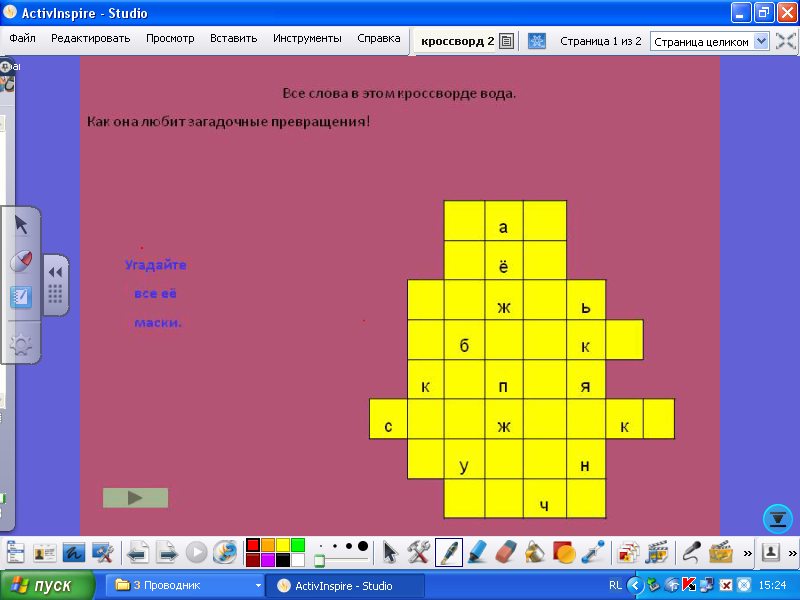 ActivInspire - Studio
Файл Редактировать Просмотр Вставить Инструменты Справка кроссворд 2 Страница 1 из 2 Страница целиком
Все слова в этом кроссворде вода.
Как она любит загадочные превращения!
Угадайте
все её
маски.
а
ё
ж ь
б к
к п я
с ж к
у н
ч
» »
пуск 3 Проводник ActivInspire - Studio RL 15:24